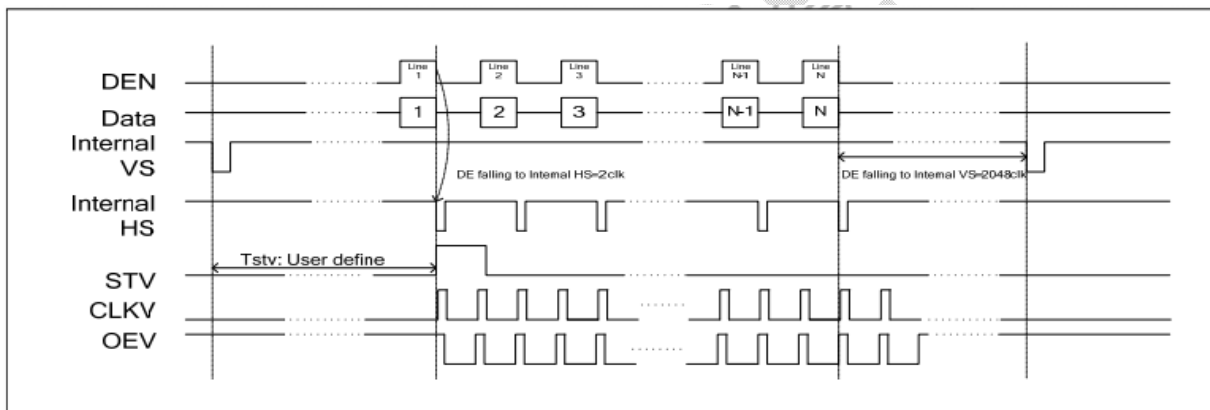 DEN
Line 1
Line 2
Line 3
Line N-1
Line N
Data
1
2
3
N-1
N
Internal
VS
DE falling to Internal HS=2clk
DE falling to Internal VS=2048clk
Internal
HS
Tstv: User define
STV
CLKV
OEV